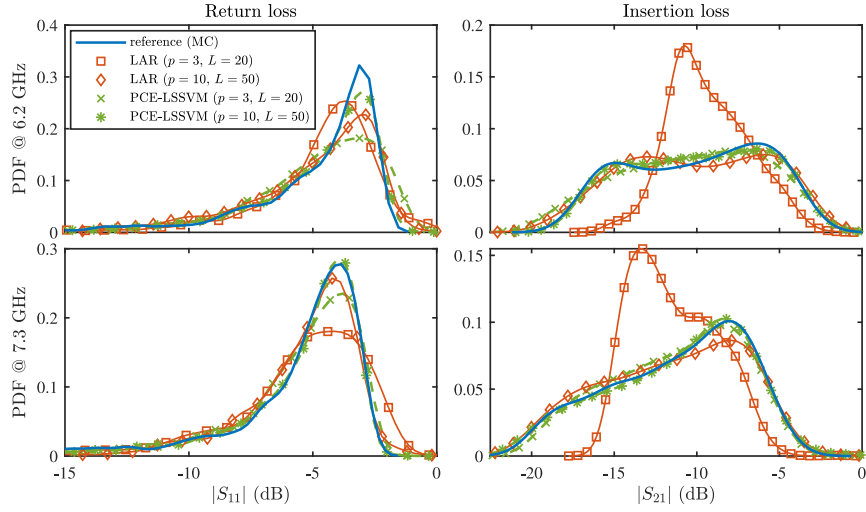 Return loss
Insertion loss
PDF @ 6.2 GHz
0.4
0.3
0.2
0.1
0
reference (MC)
LAR (p = 3, L = 20)
LAR (p = 10, L = 50)
PCE-LSSVM (p = 3, L = 20)
PCE-LSSVM (p = 10, L = 50)
0.2
0.15
0.1
0.05
0
PDF @ 7.3 GHz
0.3
0.2
0.1
0
-15
-10
-5
0
|S11| (dB)
0.15
0.1
0.05
0
-20
-15
-10
-5
0
|S21| (dB)